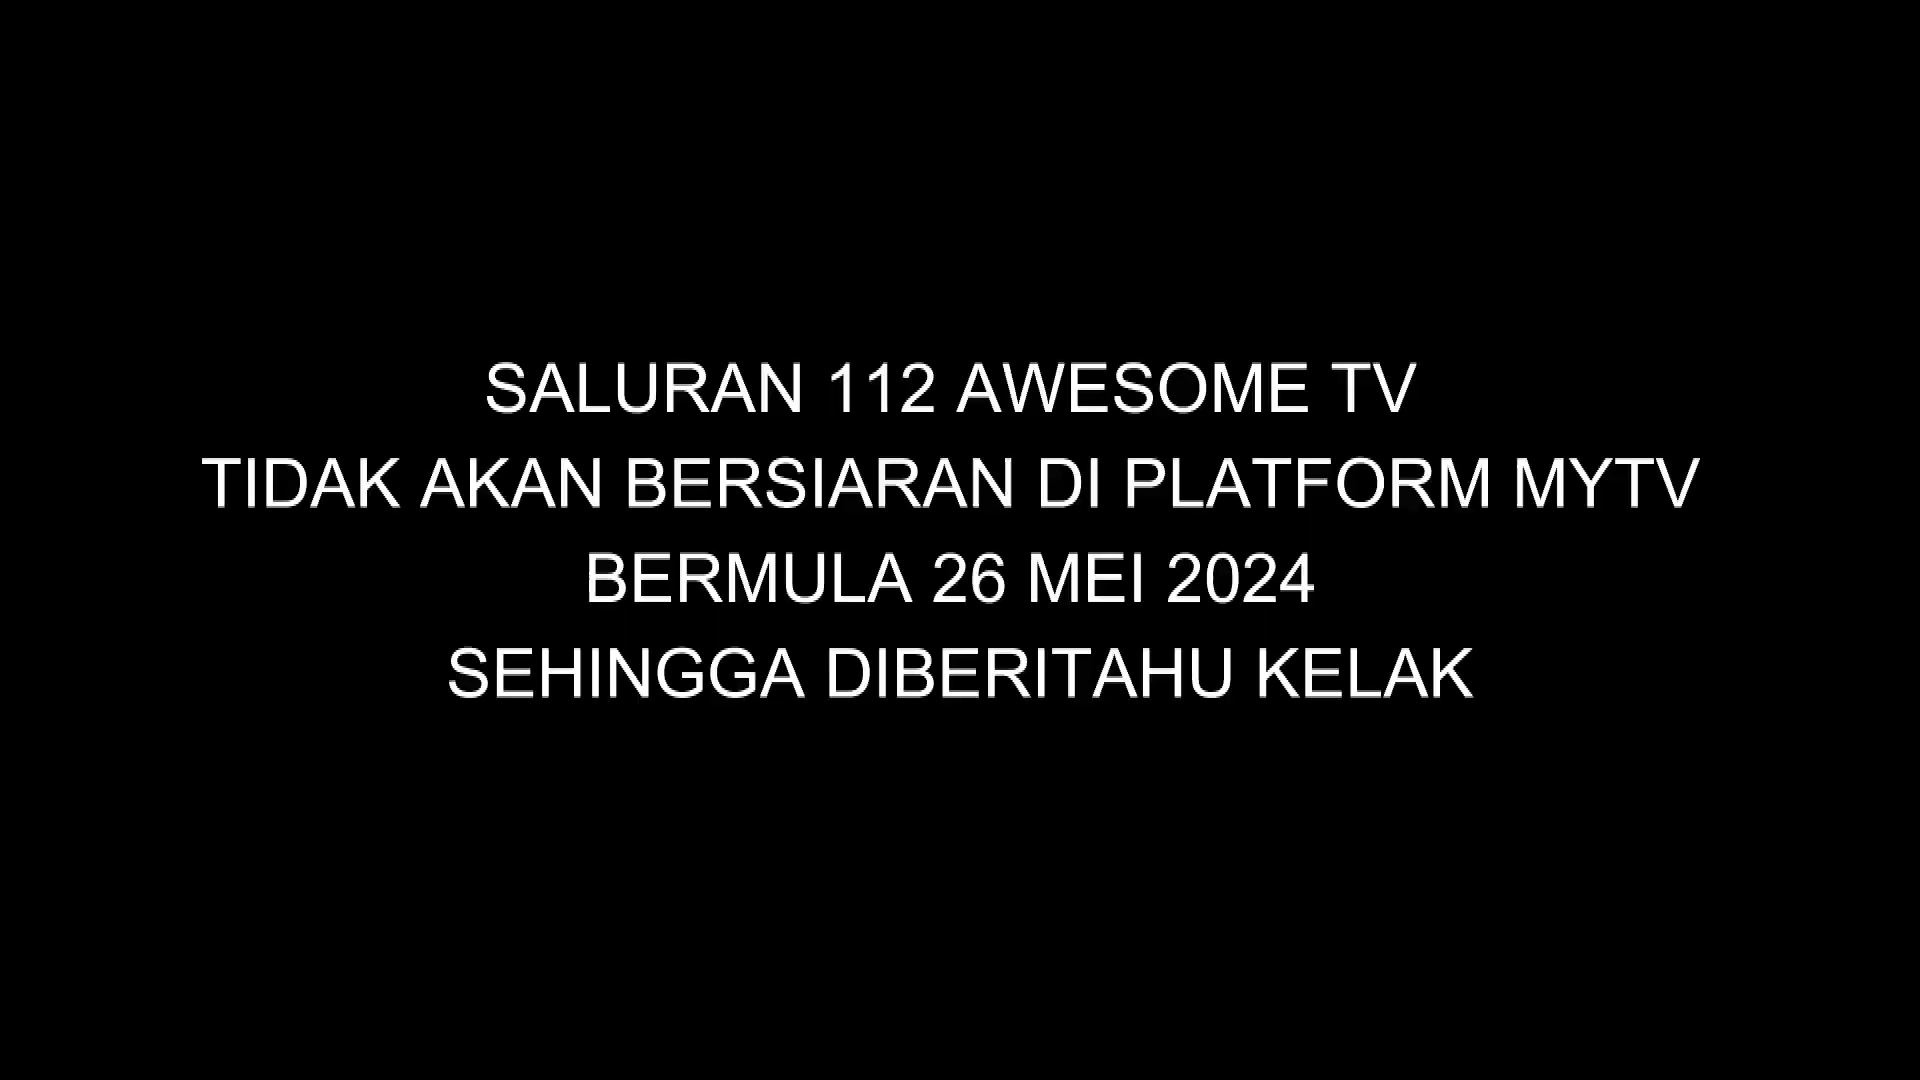 SALURAN 112 AWESOME TV
TIDAK AKAN BERSIARAN DI PLATFORM MYTV
BERMULA 26 MEI 2024
SEHINGGA DIBERITAHU KELAK